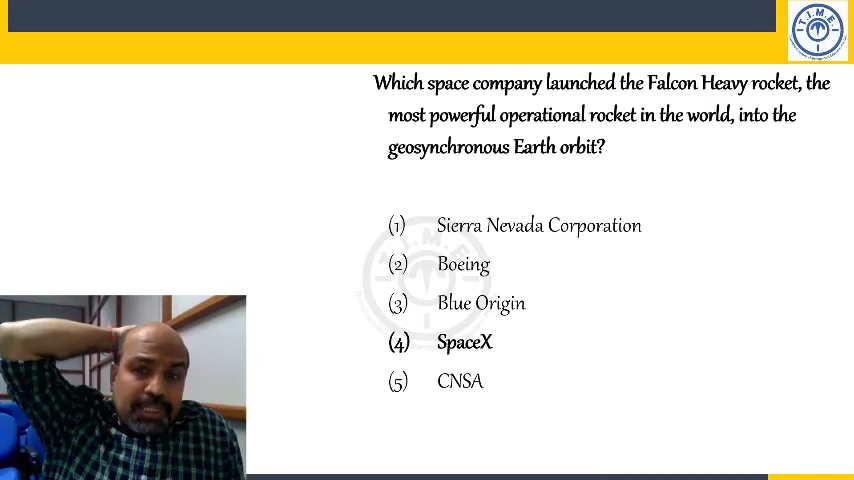 T.I.M.E.
Which space company launched the Falcon Heavy rocket, the
most powerful operational rocket in the world, into the
geosynchronous Earth orbit?
(1) Sierra Nevada Corporation
(2) Boeing
(3) Blue Origin
(4) SpaceX
(5) CNSA